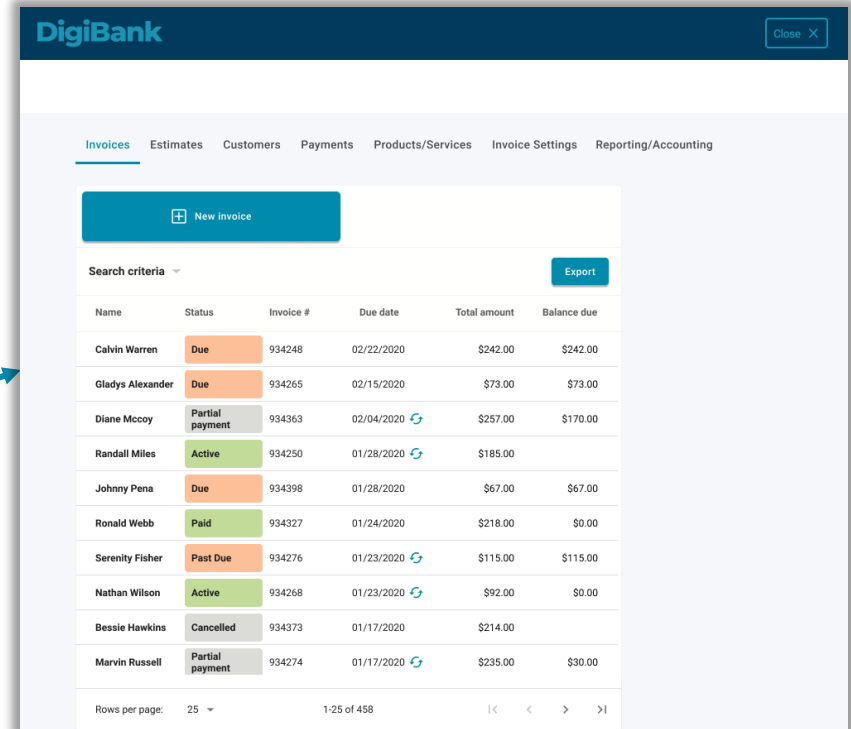 DigiBank
Close X
Invoices Estimates Customers Payments Products/Services Invoice Settings Reporting/Accounting
New invoice
Search criteria
Export
Name Status Invoice # Due date Total amount Balance due
Calvin Warren Due 934248 02/22/2020 $242.00 $242.00
Gladys Alexander Due 934265 02/15/2020 $73.00 $73.00
Diane Mccoy Partial payment 934363 02/04/2020 $257.00 $170.00
Randall Miles Active 934250 01/28/2020 $185.00
Johnny Pena Due 934398 01/28/2020 $67.00 $67.00
Ronald Webb Paid 934327 01/24/2020 $218.00 $0.00
Serenity Fisher Past Due 934276 01/23/2020 $115.00 $115.00
Nathan Wilson Active 934268 01/23/2020 $92.00 $0.00
Bessie Hawkins Cancelled 934373 01/17/2020 $214.00
Marvin Russell Partial payment 934274 01/17/2020 $235.00 $30.00
Rows per page: 25 1-25 of 458